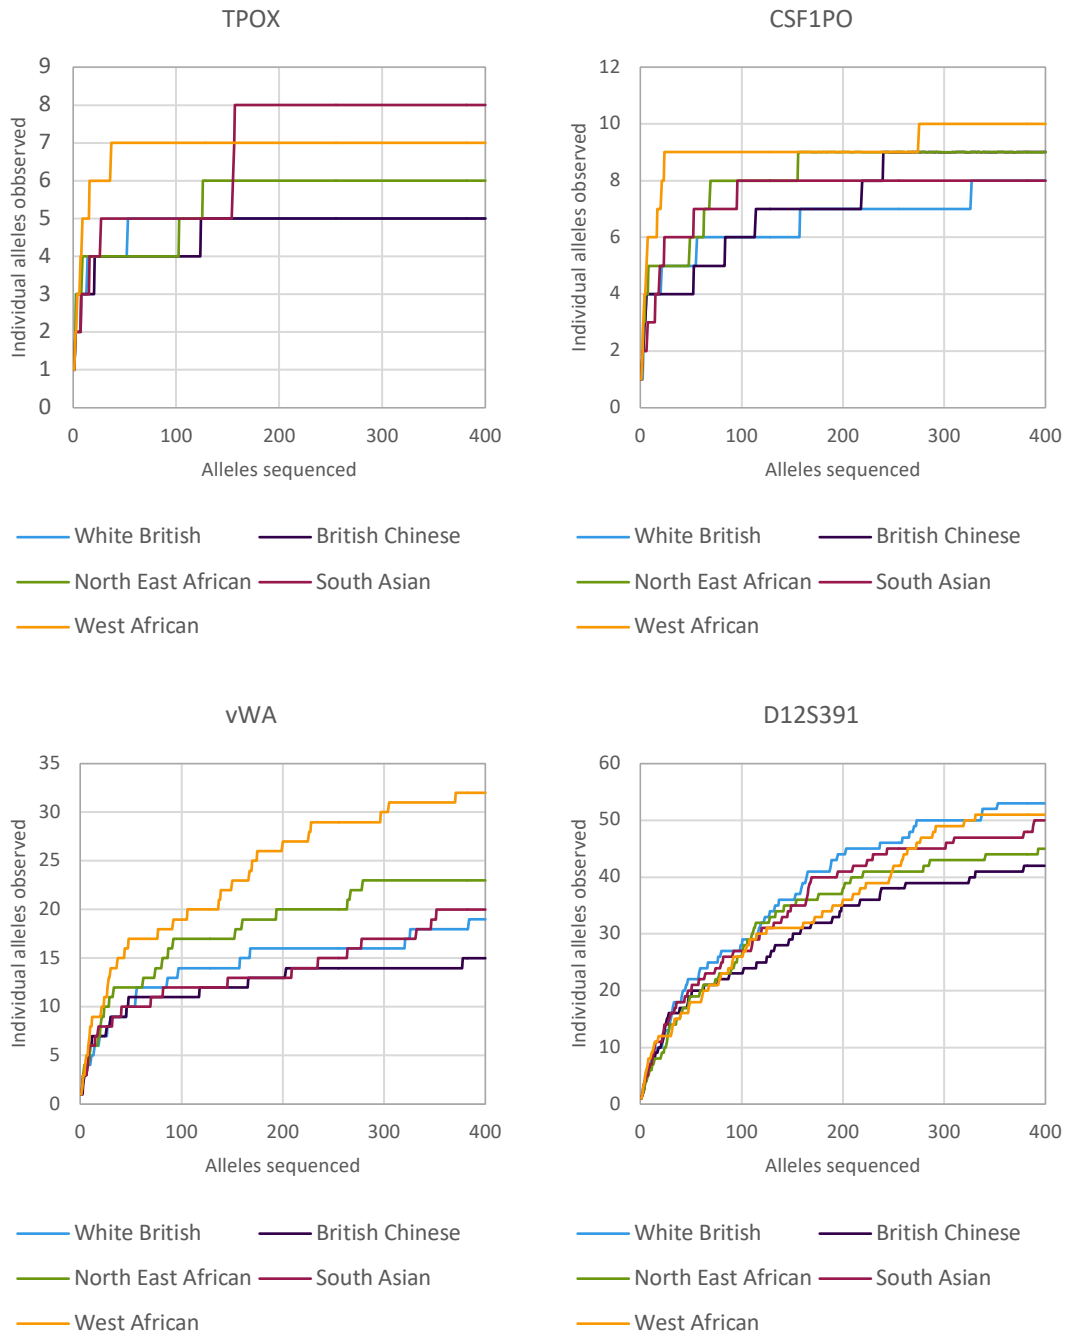 TPOX
CSF1PO
Individual alleles obbserved
9
8
7
6
5
4
3
2
1
0
0 100 200 300 400
Alleles sequenced
Individual alleles observed
12
10
8
6
4
2
0
0 100 200 300 400
Alleles sequenced
White British British Chinese
North East African South Asian
West African
White British British Chinese
North East African South Asian
West African
vWA
D12S391
Individual alleles observed
35
30
25
20
15
10
5
0
0 100 200 300 400
Alleles sequenced
Individual alleles observed
60
50
40
30
20
10
0
0 100 200 300 400
Alleles sequenced
White British British Chinese
North East African South Asian
West African
White British British Chinese
North East African South Asian
West African